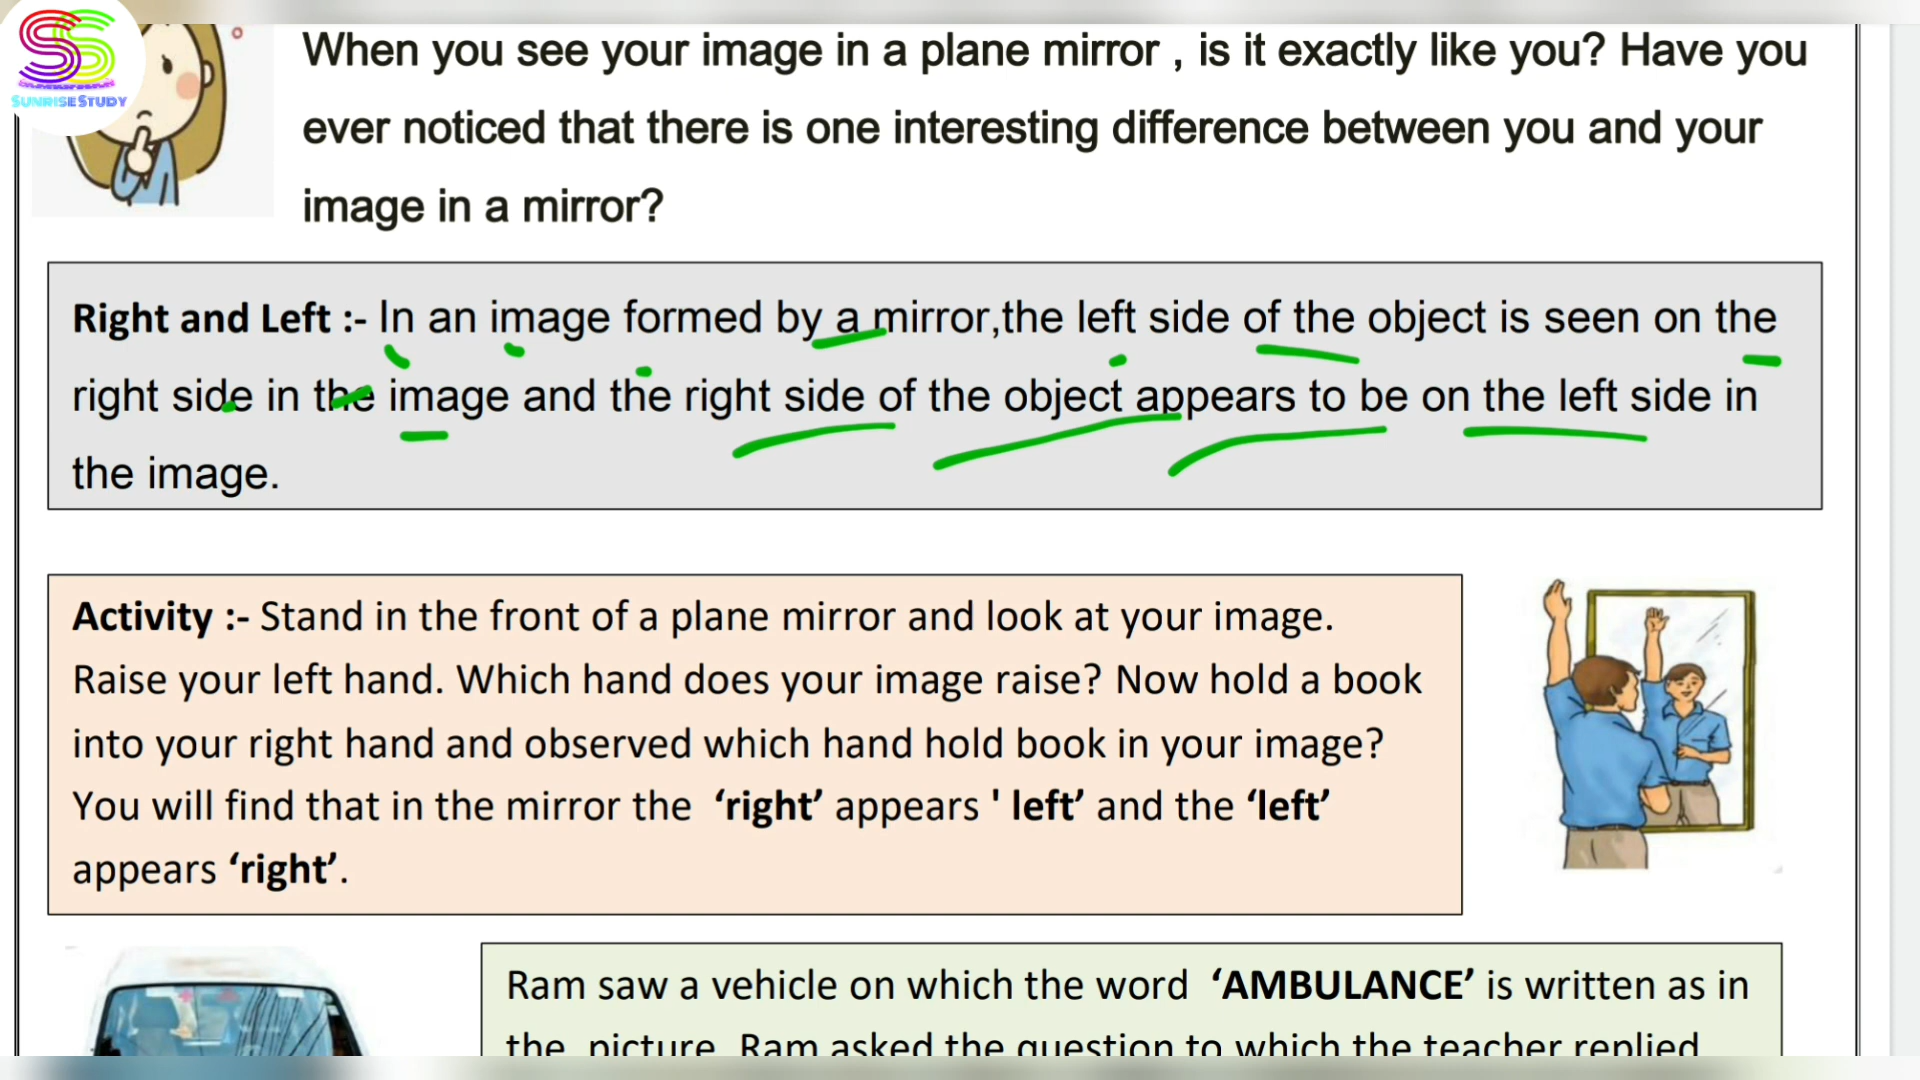 SUNRISE STUDY
When you see your image in a plane mirror , is it exactly like you? Have you
ever noticed that there is one interesting difference between you and your
image in a mirror?
Right and Left :- In an image formed by a mirror,the left side of the object is seen on the
right side in the image and the right side of the object appears to be on the left side in
the image.
Activity :- Stand in the front of a plane mirror and look at your image.
Raise your left hand. Which hand does your image raise? Now hold a book
into your right hand and observed which hand hold book in your image?
You will find that in the mirror the ‘right’ appears ' left’ and the ‘left’
appears ‘right’.
Ram saw a vehicle on which the word ‘AMBULANCE’ is written as in
the picture. Ram asked the question to which the teacher replied